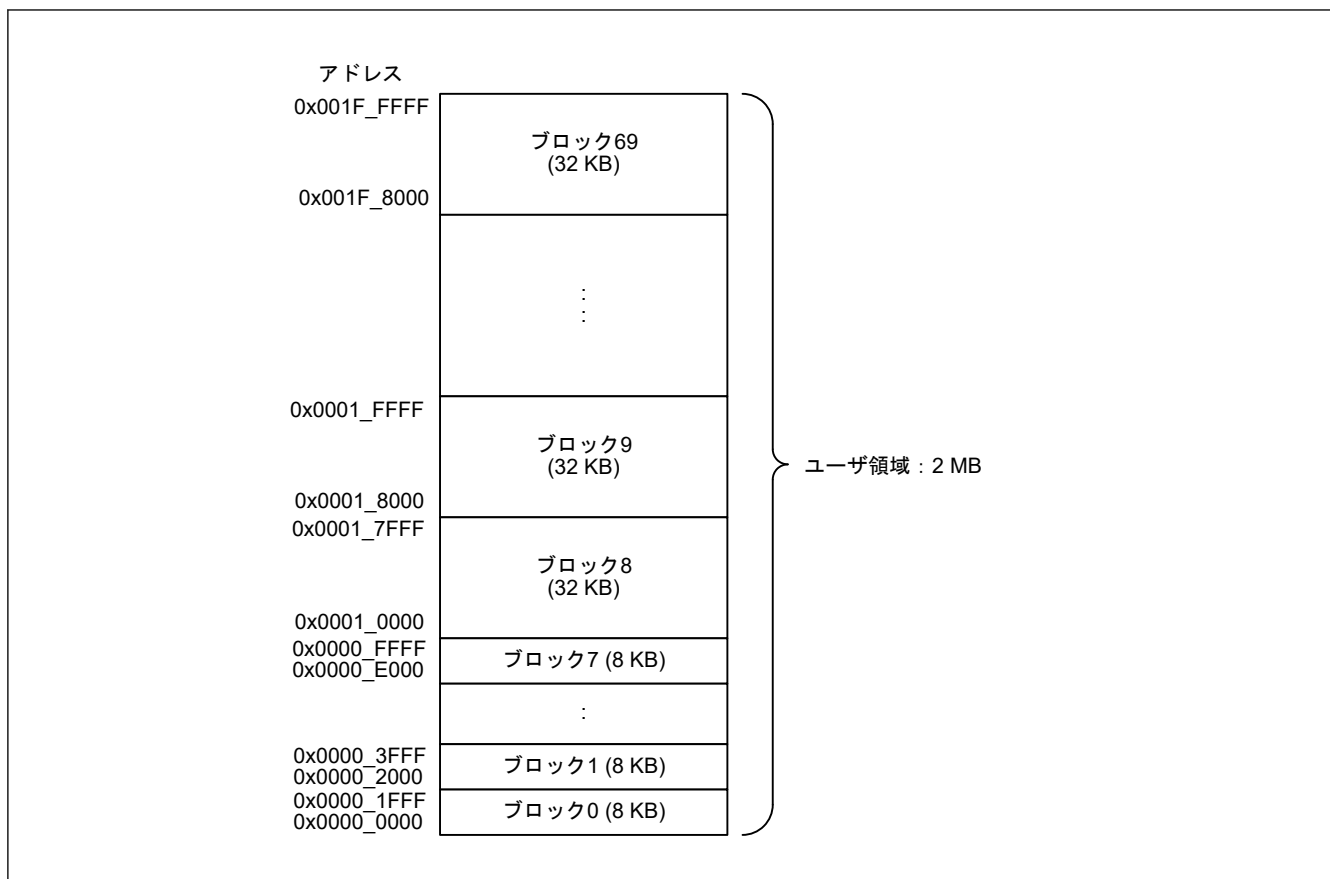 アドレス
0x001F_FFFF
ブロック69
(32 KB)
0x001F_8000
:
:
0x0001_FFFF
ブロック9
(32 KB)
ユーザ領域：2 MB
0x0001_8000
0x0001_7FFF
ブロック8
(32 KB)
0x0001_0000
0x0000_FFFF
ブロック7 (8 KB)
0x0000_E000
:
0x0000_3FFF
ブロック1 (8 KB)
0x0000_2000
0x0000_1FFF
ブロック0 (8 KB)
0x0000_0000